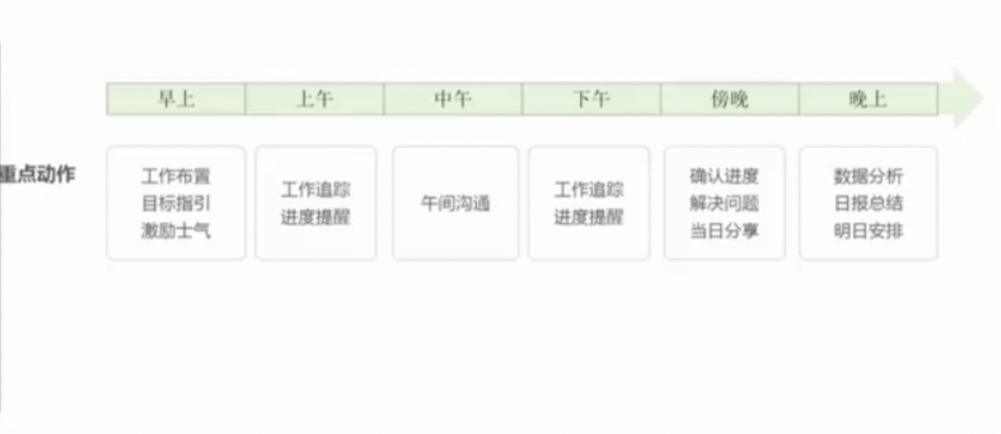 早上
上午
中午
下午
傍晚
晚上
重点动作
工作布置
目标指引
激励士气
工作追踪
进度提醒
午间沟通
工作追踪
进度提醒
确认进度
解决问题
当日分享
数据分析
日报总结
明日安排